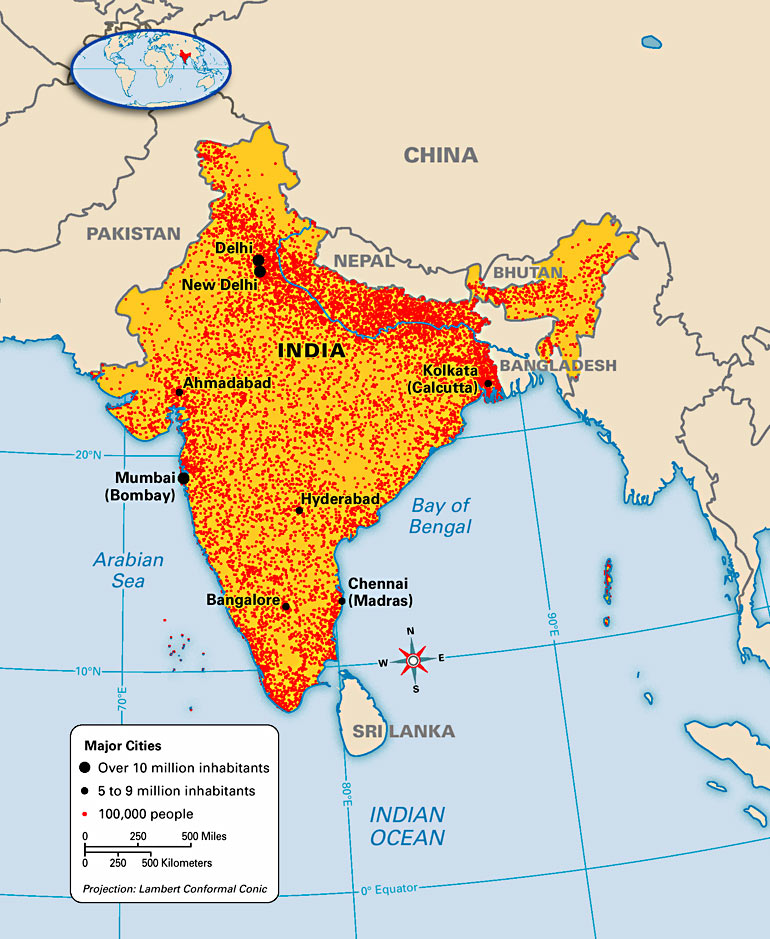 CHINA
PAKISTAN
Delhi
NEPAL
BHUTAN
New Delhi
INDIA
BANGLADESH
Kolkata
(Calcutta)
Ahmadabad
20°N
Mumbai
(Bombay)
Hyderabad
Bay of
Bengal
Arabian
Sea
Chennai
(Madras)
Bangalore
90°E
N
W
E
S
10°N
70°E
SRI LANKA
80°E
INDIAN
OCEAN
0° Equator
Major Cities
Over 10 million inhabitants
5 to 9 million inhabitants
100,000 people
0 250 500 Miles
0 250 500 Kilometers
Projection: Lambert Conformal Conic